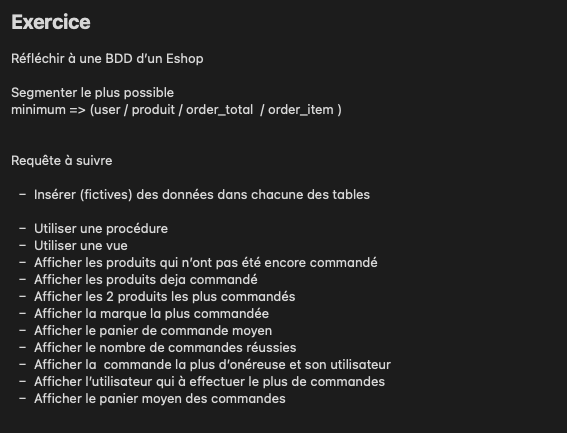 Exercice
Réfléchir à une BDD d'un Eshop
Segmenter le plus possible
minimum => (user / produit / order_total / order_item )
Requête à suivre
– Insérer (fictives) des données dans chacune des tables
– Utiliser une procédure
– Utiliser une vue
– Afficher les produits qui n'ont pas été encore commandé
– Afficher les produits deja commandé
– Afficher les 2 produits les plus commandés
– Afficher la marque la plus commandée
– Afficher le panier de commande moyen
– Afficher le nombre de commandes réussies
– Afficher la commande la plus d'onéreuse et son utilisateur
– Afficher l'utilisateur qui à effectuer le plus de commandes
– Afficher le panier moyen des commandes